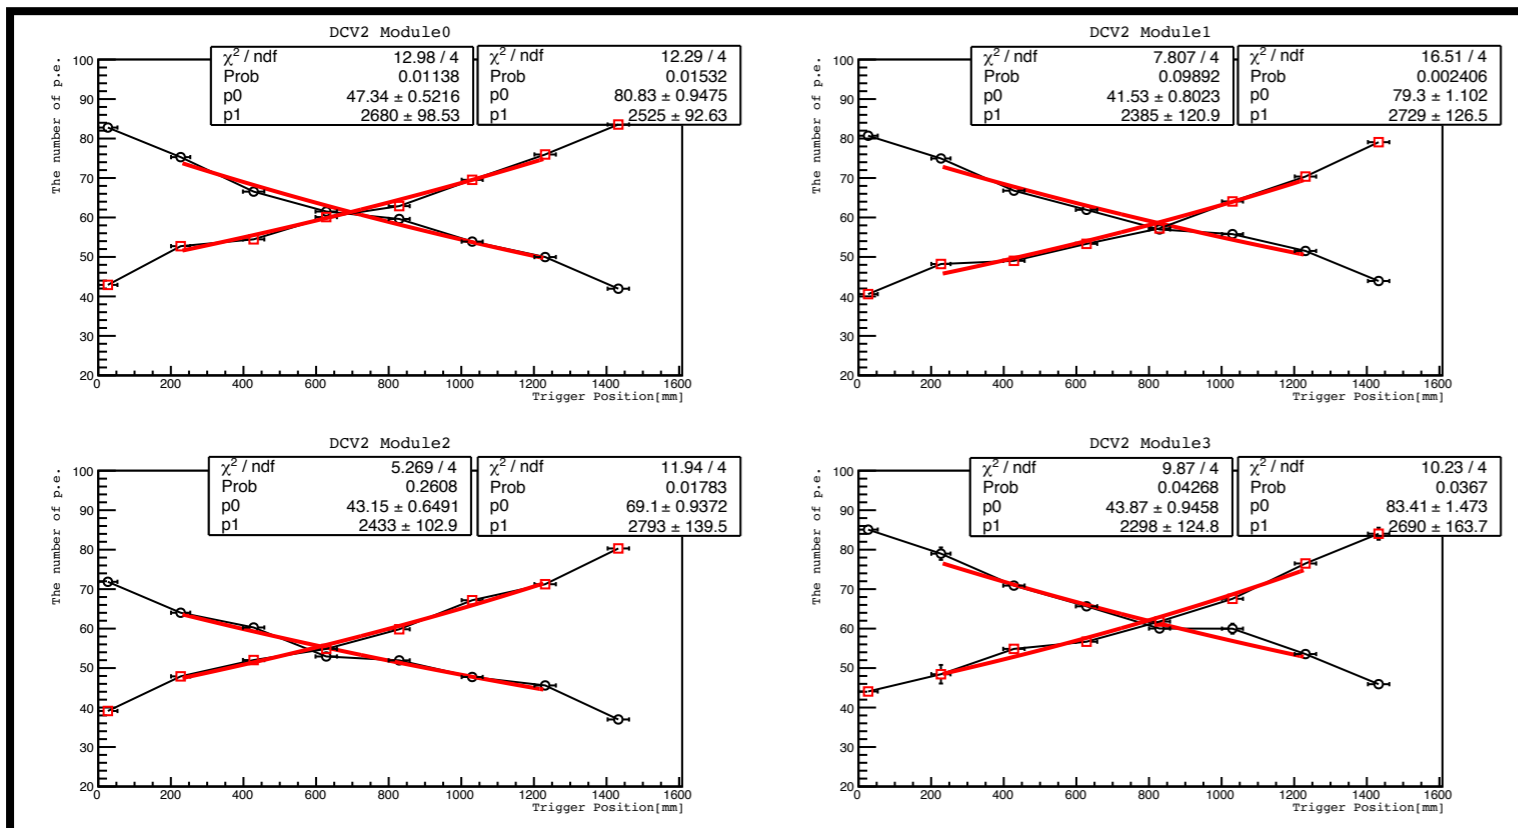 DCV2 Module0
The number of p.e.
χ² / ndf 12.98 / 4
Prob 0.01138
p0 47.34 ± 0.5216
p1 2680 ± 98.53
χ² / ndf 12.29 / 4
Prob 0.01532
p0 80.83 ± 0.9475
p1 2525 ± 92.63
100
90
80
70
60
50
40
30
20
0 200 400 600 800 1000 1200 1400 1600
Trigger Position[mm]
DCV2 Module1
The number of p.e.
χ² / ndf 7.807 / 4
Prob 0.09892
p0 41.53 ± 0.8023
p1 2385 ± 120.9
χ² / ndf 16.51 / 4
Prob 0.002406
p0 79.3 ± 1.102
p1 2729 ± 126.5
100
90
80
70
60
50
40
30
20
0 200 400 600 800 1000 1200 1400 1600
Trigger Position[mm]
DCV2 Module2
The number of p.e.
χ² / ndf 5.269 / 4
Prob 0.2608
p0 43.15 ± 0.6491
p1 2433 ± 102.9
χ² / ndf 11.94 / 4
Prob 0.01783
p0 69.1 ± 0.9372
p1 2793 ± 139.5
100
90
80
70
60
50
40
30
20
0 200 400 600 800 1000 1200 1400 1600
Trigger Position[mm]
DCV2 Module3
The number of p.e.
χ² / ndf 9.87 / 4
Prob 0.04268
p0 43.87 ± 0.9458
p1 2298 ± 124.8
χ² / ndf 10.23 / 4
Prob 0.0367
p0 83.41 ± 1.473
p1 2690 ± 163.7
100
90
80
70
60
50
40
30
20
0 200 400 600 800 1000 1200 1400 1600
Trigger Position[mm]